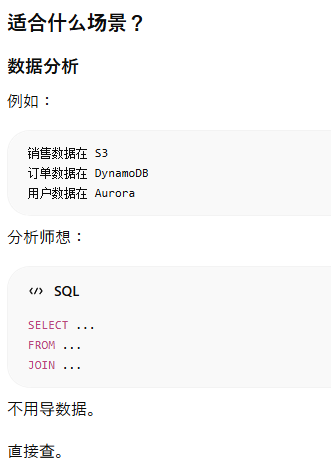 适合什么场景？
数据分析
例如：
销售数据在 S3
订单数据在 DynamoDB
用户数据在 Aurora
分析师想：
</> SQL
SELECT ...
FROM ...
JOIN ...
不用导数据。
直接查。